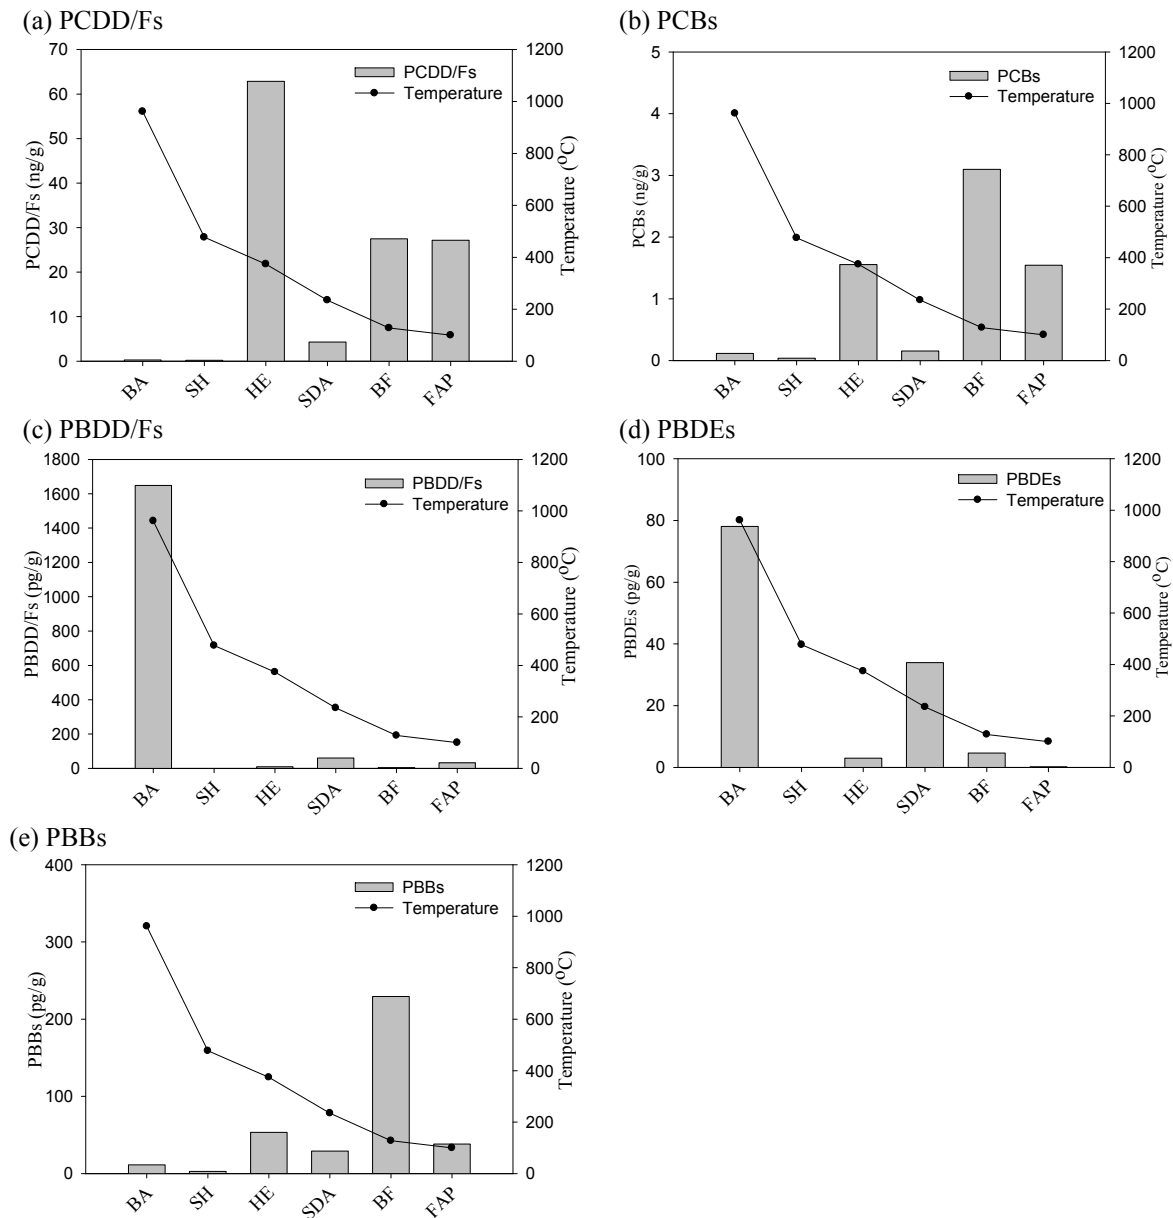 (a) PCDD/Fs
70
60
50
40
30
20
10
0
PCDD/Fs (ng/g)
PCDD/Fs
Temperature
1200
1000
800
600
400
200
0
Temperature (°C)
BA SH HE SDA BF FAP
(b) PCBs
5
4
3
2
1
0
PCBs (ng/g)
PCBs
Temperature
1200
1000
800
600
400
200
0
Temperature (°C)
BA SH HE SDA BF FAP
(c) PBDD/Fs
1800
1600
1400
1200
1000
800
600
400
200
0
PBDD/Fs (pg/g)
PBDD/Fs
Temperature
1200
1000
800
600
400
200
0
Temperature (°C)
BA SH HE SDA BF FAP
(d) PBDEs
100
80
60
40
20
0
PBDEs (pg/g)
PBDEs
Temperature
1200
1000
800
600
400
200
0
Temperature (°C)
BA SH HE SDA BF FAP
(e) PBBs
400
300
200
100
0
PBBs (pg/g)
PBBs
Temperature
1200
1000
800
600
400
200
0
Temperature (°C)
BA SH HE SDA BF FAP